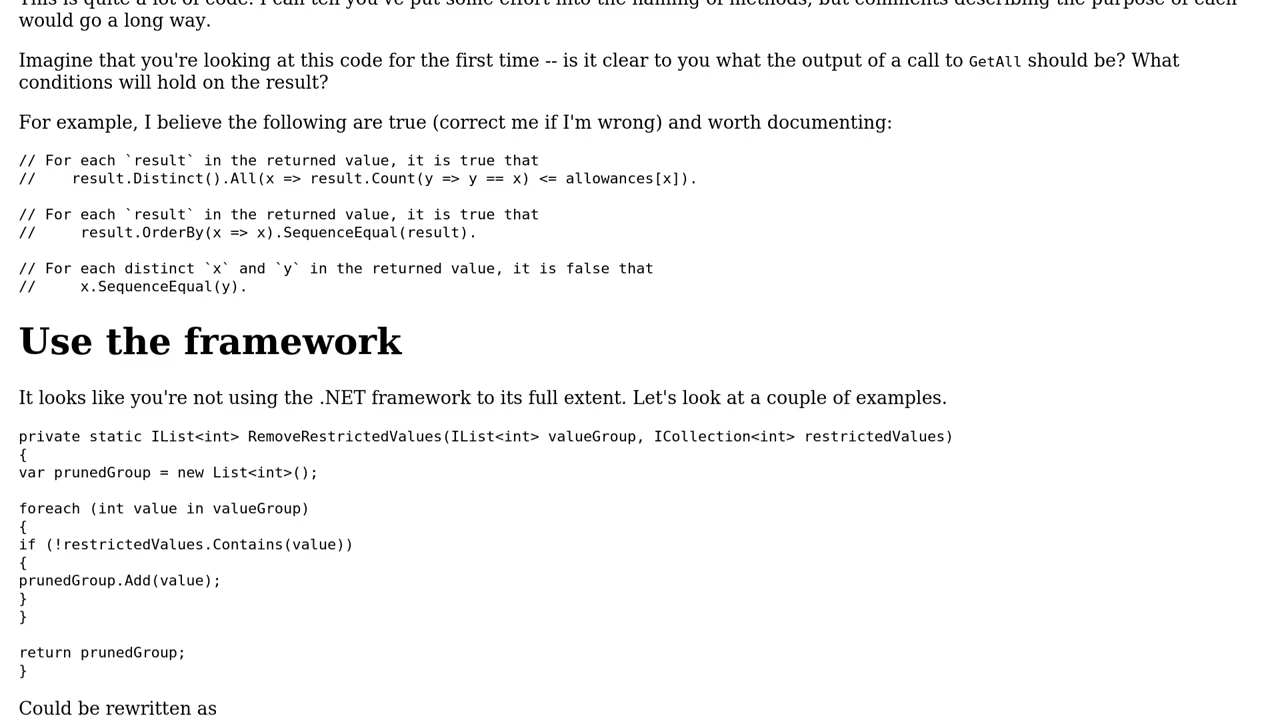 would go a long way.
Imagine that you're looking at this code for the first time -- is it clear to you what the output of a call to GetAll should be? What
conditions will hold on the result?
For example, I believe the following are true (correct me if I'm wrong) and worth documenting:
// For each `result` in the returned value, it is true that
//    result.Distinct().All(x => result.Count(y => y == x) <= allowances[x]).
// For each `result` in the returned value, it is true that
//     result.OrderBy(x => x).SequenceEqual(result).
// For each distinct `x` and `y` in the returned value, it is false that
//     x.SequenceEqual(y).
Use the framework
It looks like you're not using the .NET framework to its full extent. Let's look at a couple of examples.
private static IList<int> RemoveRestrictedValues(IList<int> valueGroup, ICollection<int> restrictedValues)
{
var prunedGroup = new List<int>();
foreach (int value in valueGroup)
{
if (!restrictedValues.Contains(value))
{
prunedGroup.Add(value);
}
}
return prunedGroup;
}
Could be rewritten as